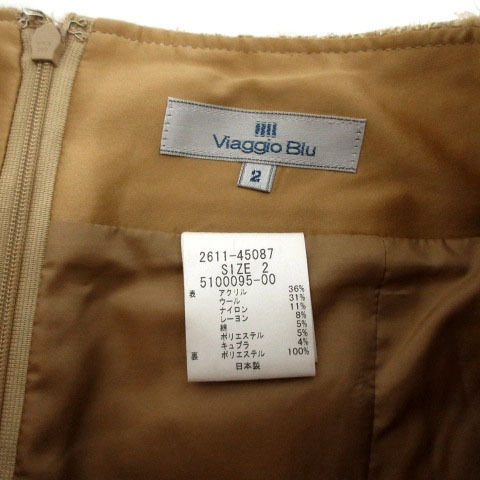 Viaggio Blu
2
2611-45087
SIZE 2
5100095-00
表 アクリル 36%
ウール 31%
ナイロン 11%
レーヨン 8%
綿 5%
ポリエステル 5%
キュプラ 4%
裏 ポリエステル 100%
日本製